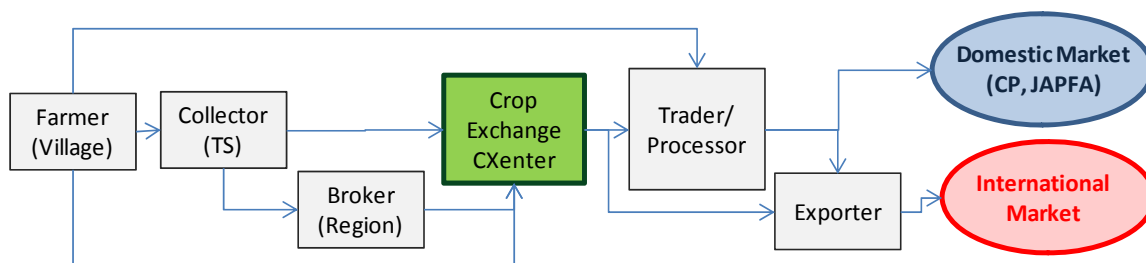 Farmer
(Village)
Collector
(TS)
Broker
(Region)
Crop
Exchange
CXenter
Trader/
Processor
Exporter
Domestic Market
(CP, JAPFA)
International
Market